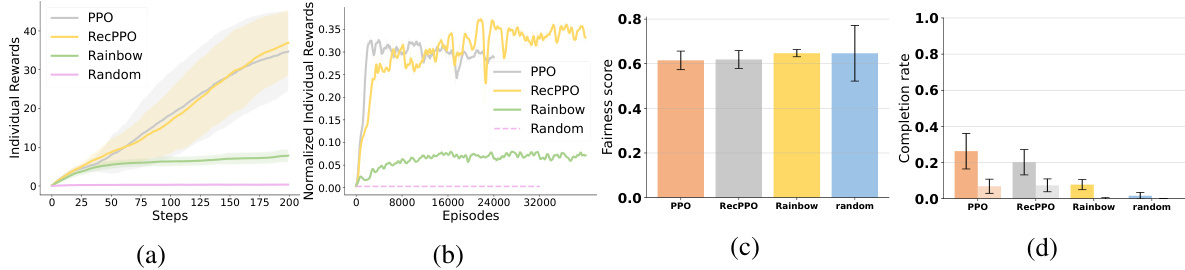 40
30
20
10
0
Individual Rewards
PPO
RecPPO
Rainbow
Random
0 25 50 75 100 125 150 175 200
Steps
(a)
0.35
0.30
0.25
0.20
0.15
0.10
0.05
0.00
Normalized Individual Rewards
PPO
RecPPO
Rainbow
Random
0 8000 16000 24000 32000
Episodes
(b)
0.8
0.6
0.4
0.2
0.0
Fairness score
PPO RecPPO Rainbow random
(c)
1.0
0.8
0.6
0.4
0.2
0.0
Completion rate
PPO RecPPO Rainbow random
(d)